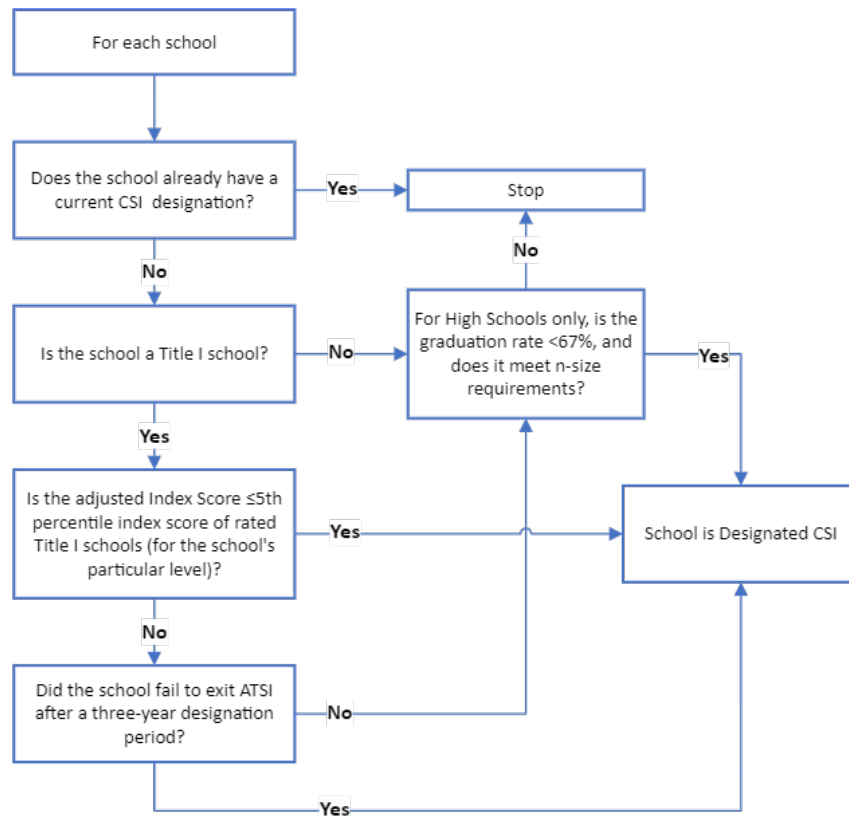 For each school
Does the school already have a
current CSI designation?
Yes
Stop
No
No
Is the school a Title I school?
No
For High Schools only, is the
graduation rate <67%, and
does it meet n-size
requirements?
Yes
Yes
Is the adjusted Index Score ≤5th
percentile index score of rated
Title I schools (for the school's
particular level)?
Yes
School is Designated CSI
No
Did the school fail to exit ATSI
after a three-year designation
period?
No
Yes